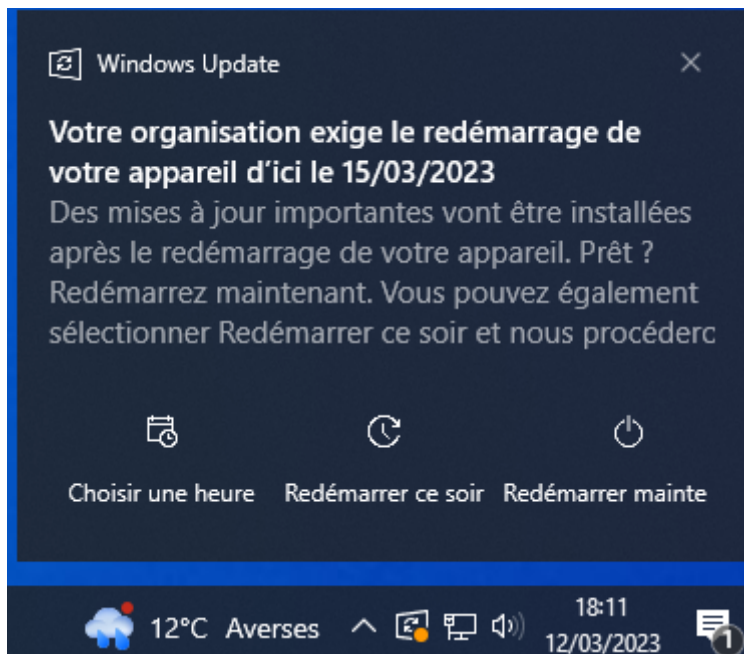 Windows Update
Votre organisation exige le redémarrage de
votre appareil d'ici le 15/03/2023
Des mises à jour importantes vont être installées
après le redémarrage de votre appareil. Prêt ?
Redémarrez maintenant. Vous pouvez également
sélectionner Redémarrer ce soir et nous procéderc
Choisir une heure
Redémarrer ce soir
Redémarrer mainte
12°C Averses
18:11
12/03/2023
1